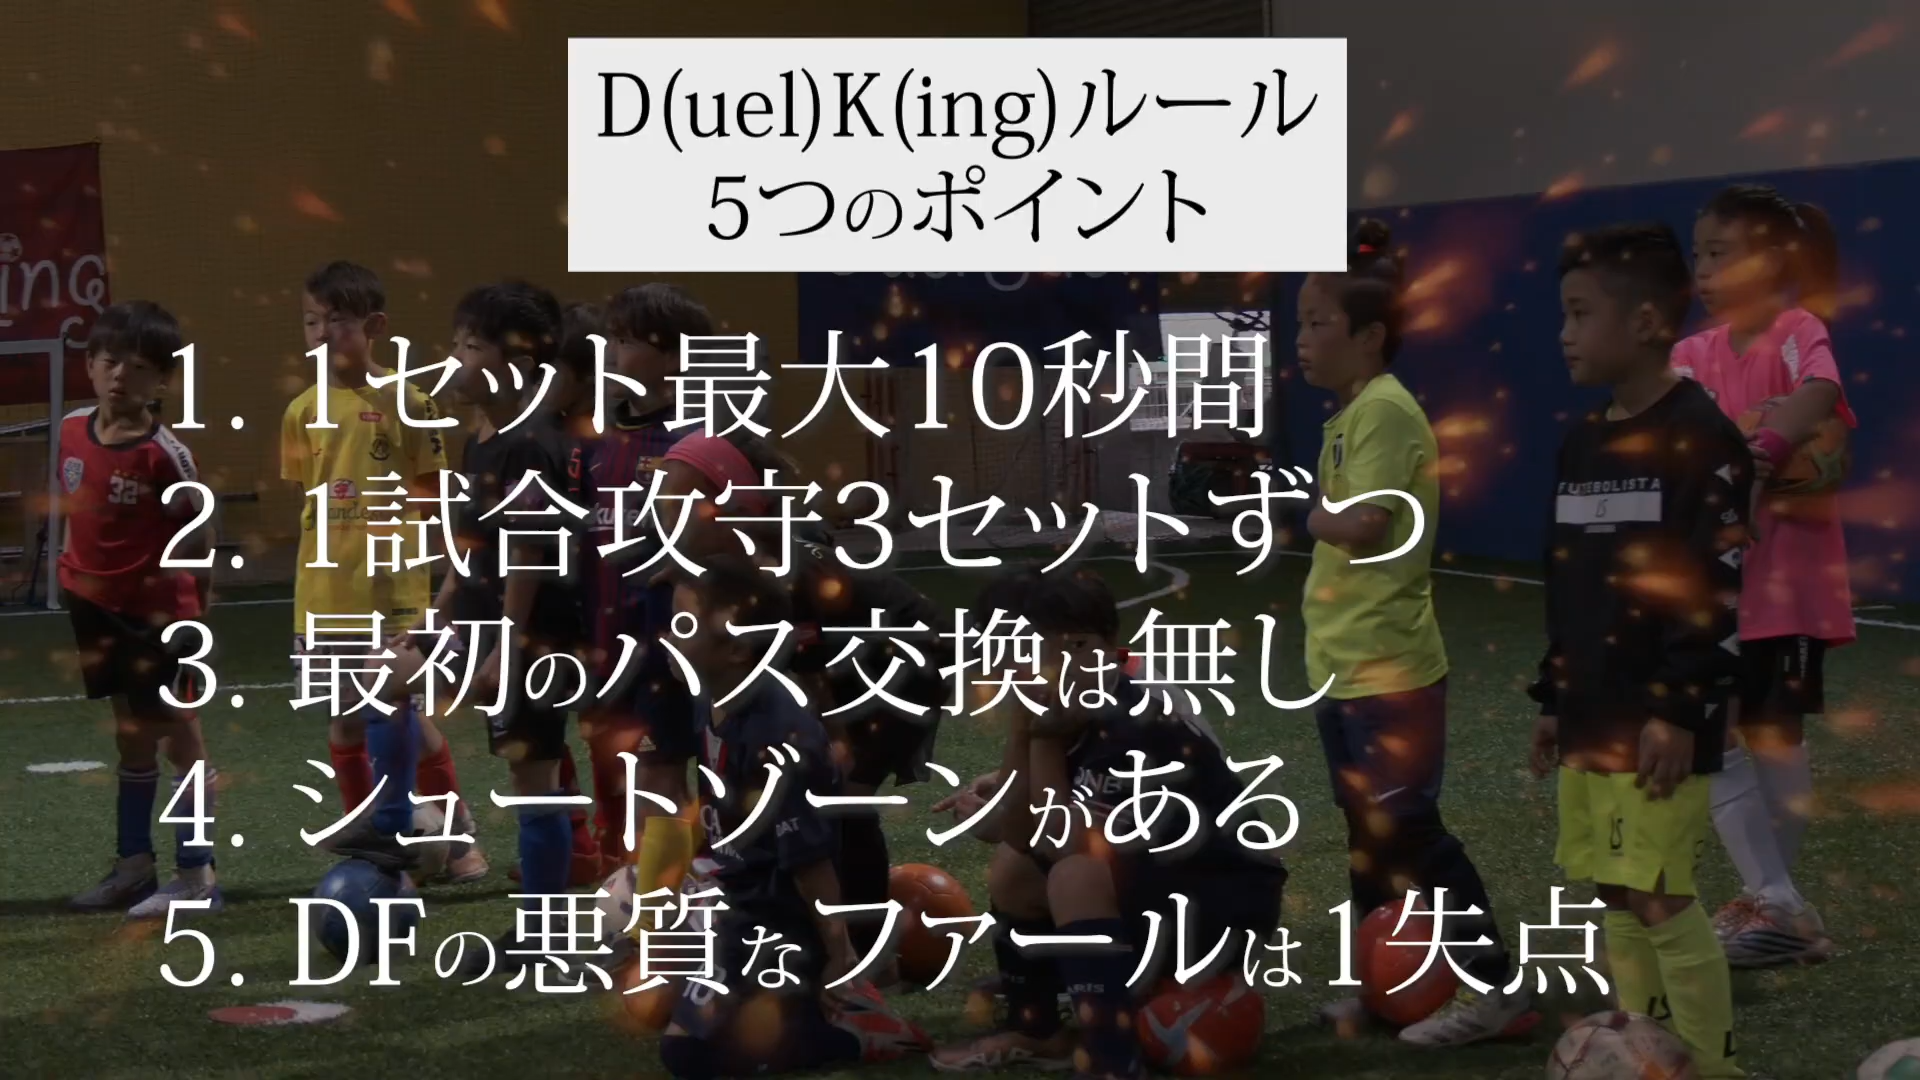 D(uel)K(ing)ルール
5つのポイント
1. 1セット最大10秒間
2. 1試合攻守3セットずつ
3. 最初のパス交換は無し
4. シュートゾーンがある
5. DFの悪質なファールは1失点
32
FUTEBOLISTA